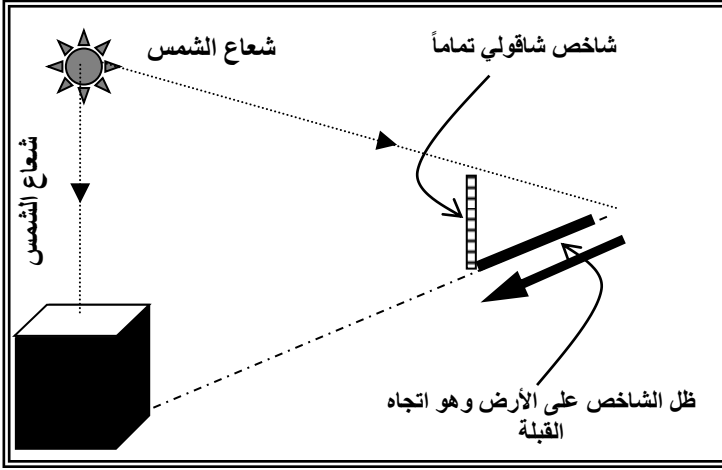 شاخص شاقولي تماماً
شعاع الشمس
شعاع الشمس
ظل الشاخص على الأرض وهو اتجاه
القبلة